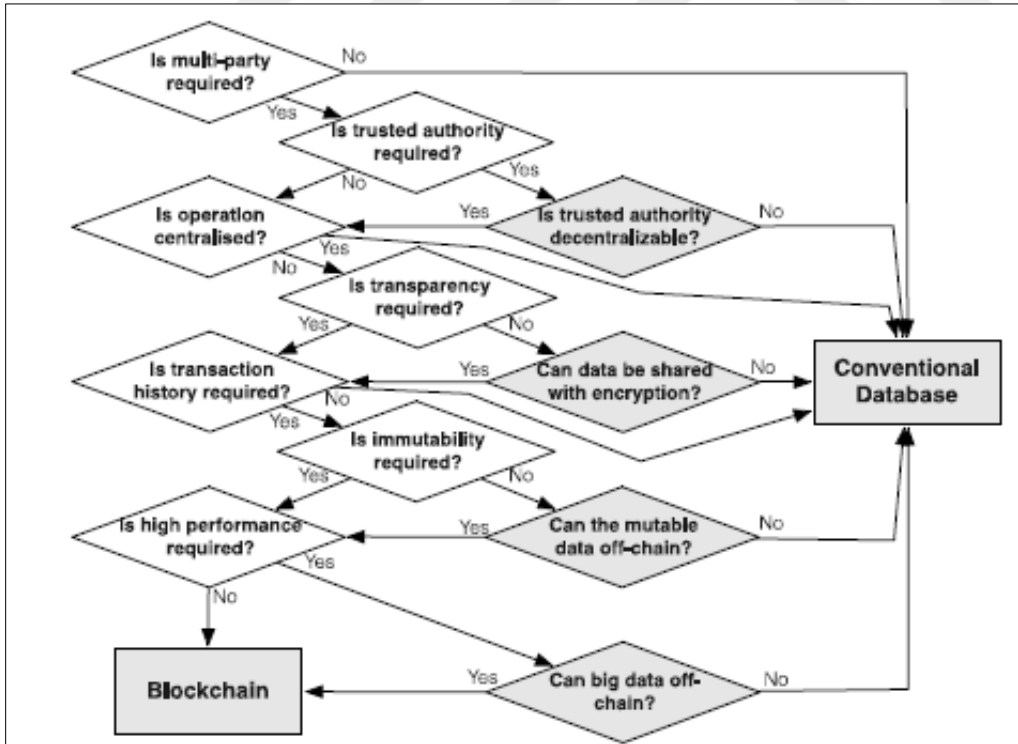 Is multi-party
required?
No
Yes
Is trusted authority
required?
No
Yes
Is operation
centralised?
Yes
Is trusted authority
decentralizable?
No
Yes
No
Is transparency
required?
Yes
No
Is transaction
history required?
Yes
Can data be shared
with encryption?
No
Conventional
Database
No
Yes
Is immutability
required?
Yes
No
Is high performance
required?
Yes
Can the mutable
data off-chain?
No
Yes
No
Blockchain
Yes
Can big data off-
chain?
No